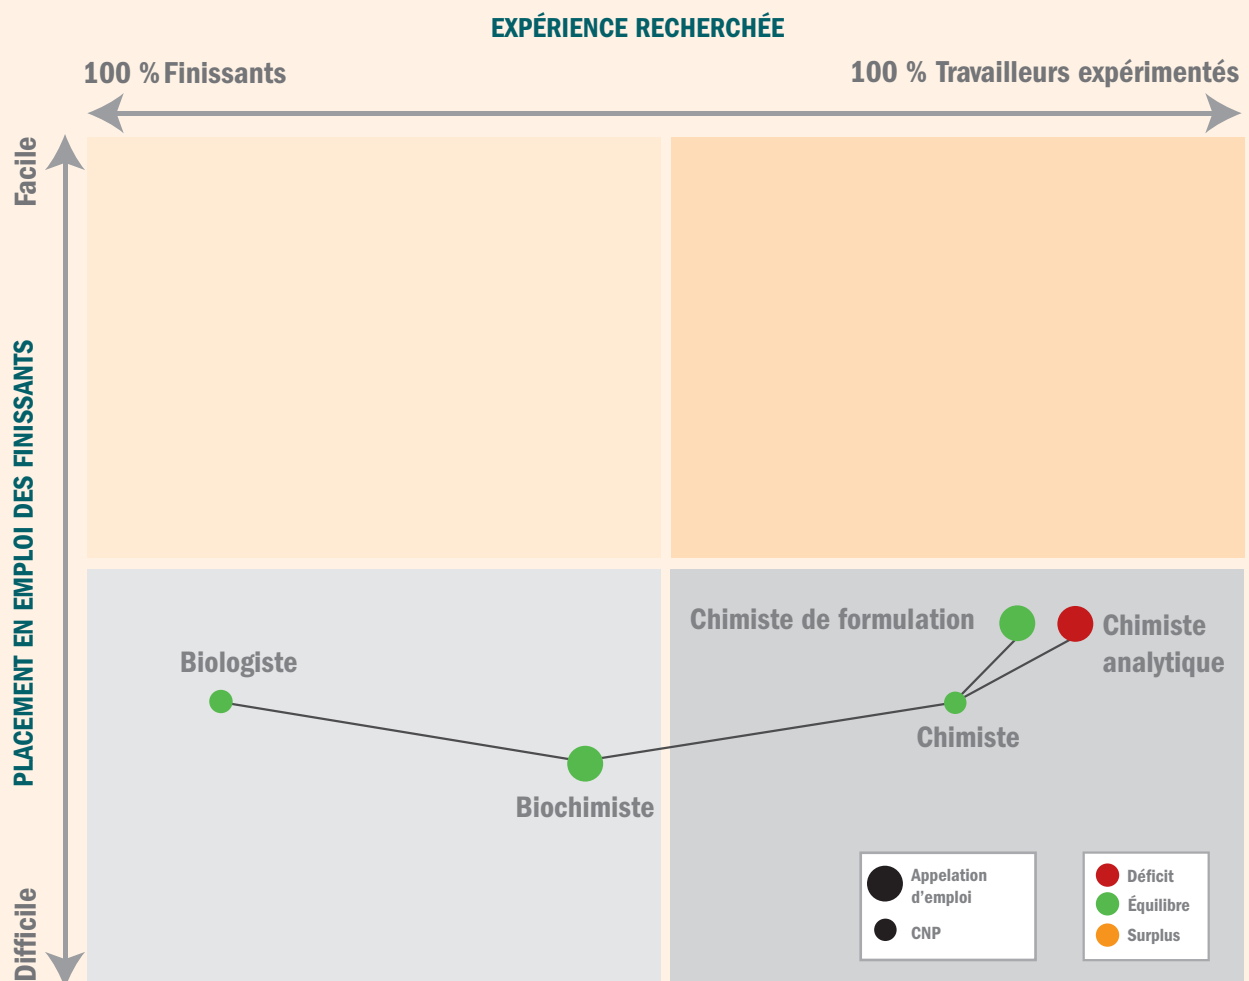 EXPÉRIENCE RECHERCHÉE
100 % Finissants
100 % Travailleurs expérimentés
Facile
PLACEMENT EN EMPLOI DES FINISSANTS
Difficile
Chimiste de formulation
Chimiste
analytique
Biologiste
Chimiste
Biochimiste
Appelation
d'emploi
CNP
Déficit
Équilibre
Surplus